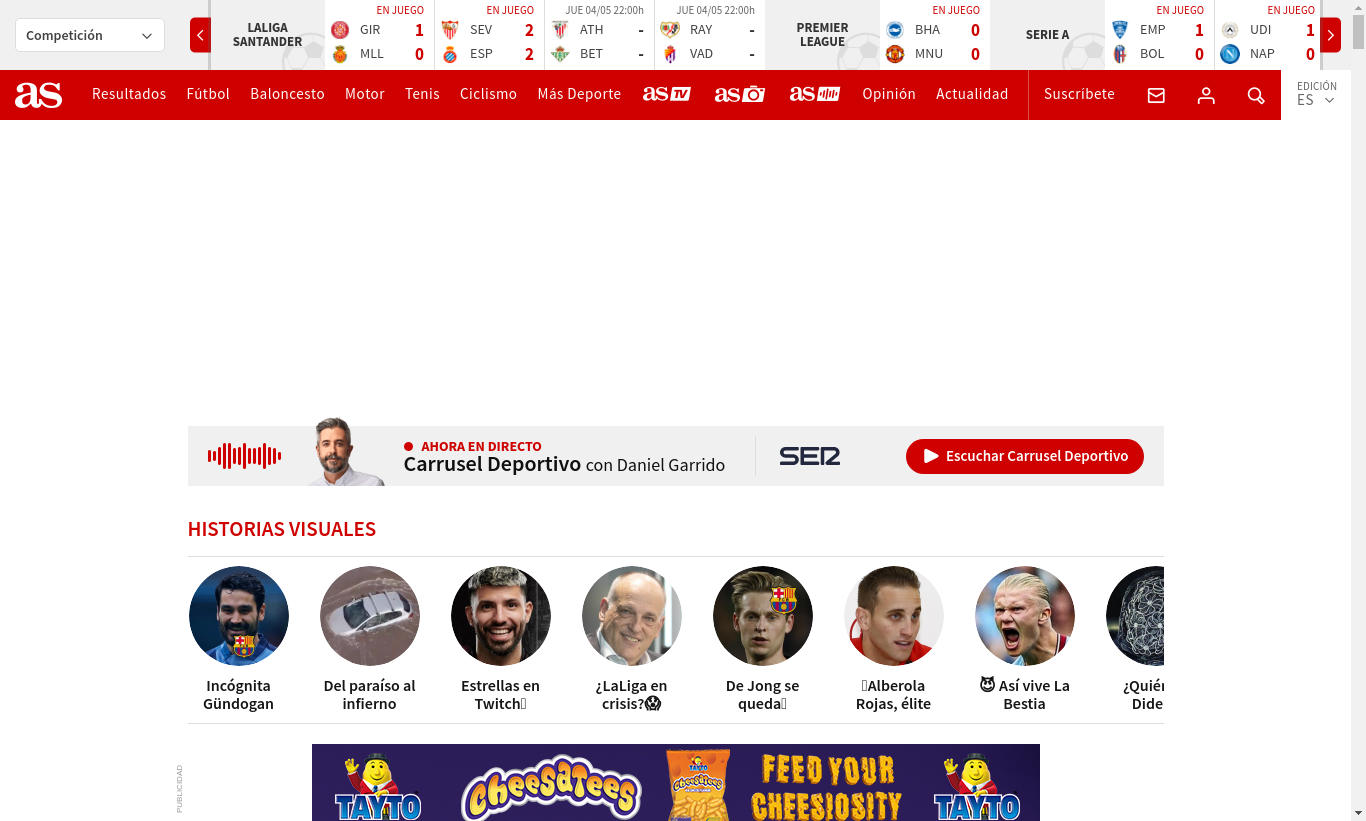 Competición
LALIGA
SANTANDER
EN JUEGO
GIR 1
MLL 0
EN JUEGO
SEV 2
ESP 2
JUE 04/05 22:00h
ATH -
BET -
JUE 04/05 22:00h
RAY -
VAD -
PREMIER
LEAGUE
EN JUEGO
BHA 0
MNU 0
SERIE A
EN JUEGO
EMP 1
BOL 0
EN JUEGO
UDI 1
NAP 0
as Resultados Fútbol Baloncesto Motor Tenis Ciclismo Más Deporte as TV as as Opinión Actualidad Suscríbete
EDICIÓN
ES
AHORA EN DIRECTO
Carrusel Deportivo con Daniel Garrido
SER
Escuchar Carrusel Deportivo
HISTORIAS VISUALES
Incógnita
Gündogan
Del paraíso al
infierno
Estrellas en
Twitch
¿LaLiga en
crisis?😱
De Jong se
queda
Alberola
Rojas, élite
😈 Así vive La
Bestia
¿Quién
Dide
PUBLICIDAD
TAYTO
CHEESATEES
TAYTO
CHEESATEES
FEED YOUR
CHEESIOSITY
TAYTO